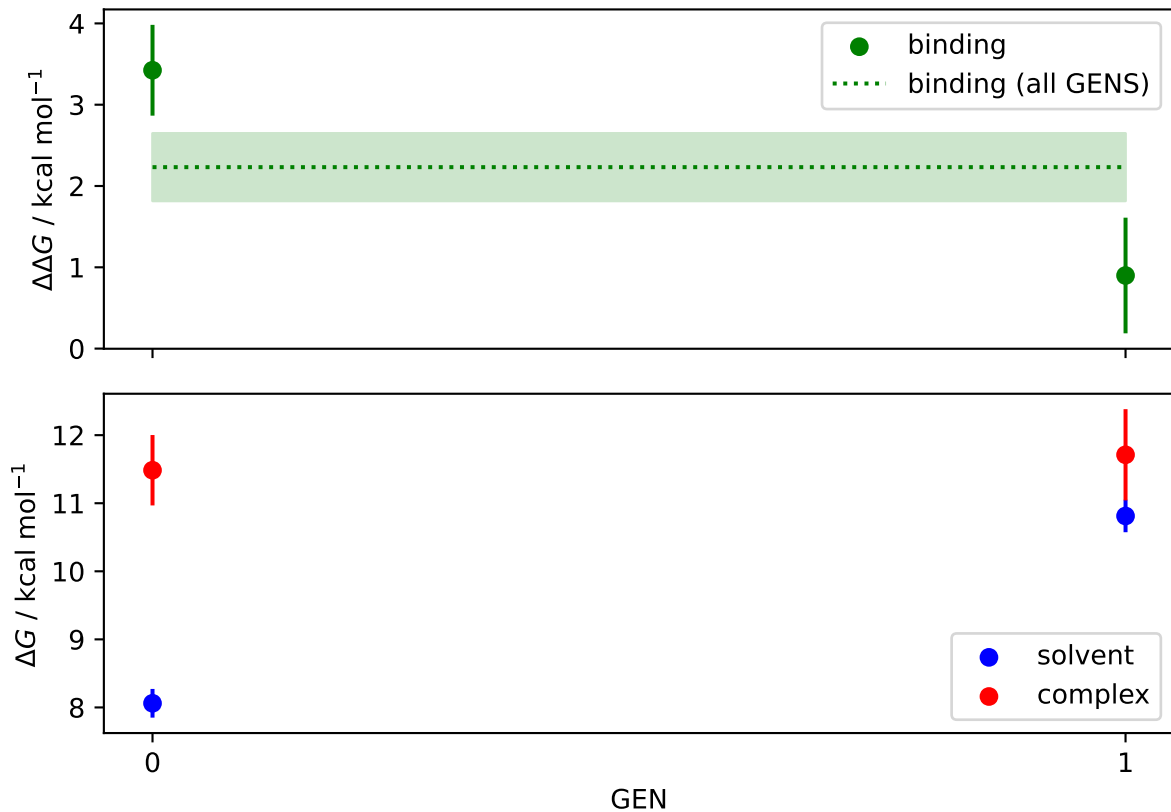 4
3
2
1
0
ΔΔG / kcal mol⁻¹
binding
binding (all GENS)
12
11
10
9
8
ΔG / kcal mol⁻¹
solvent
complex
0
1
GEN